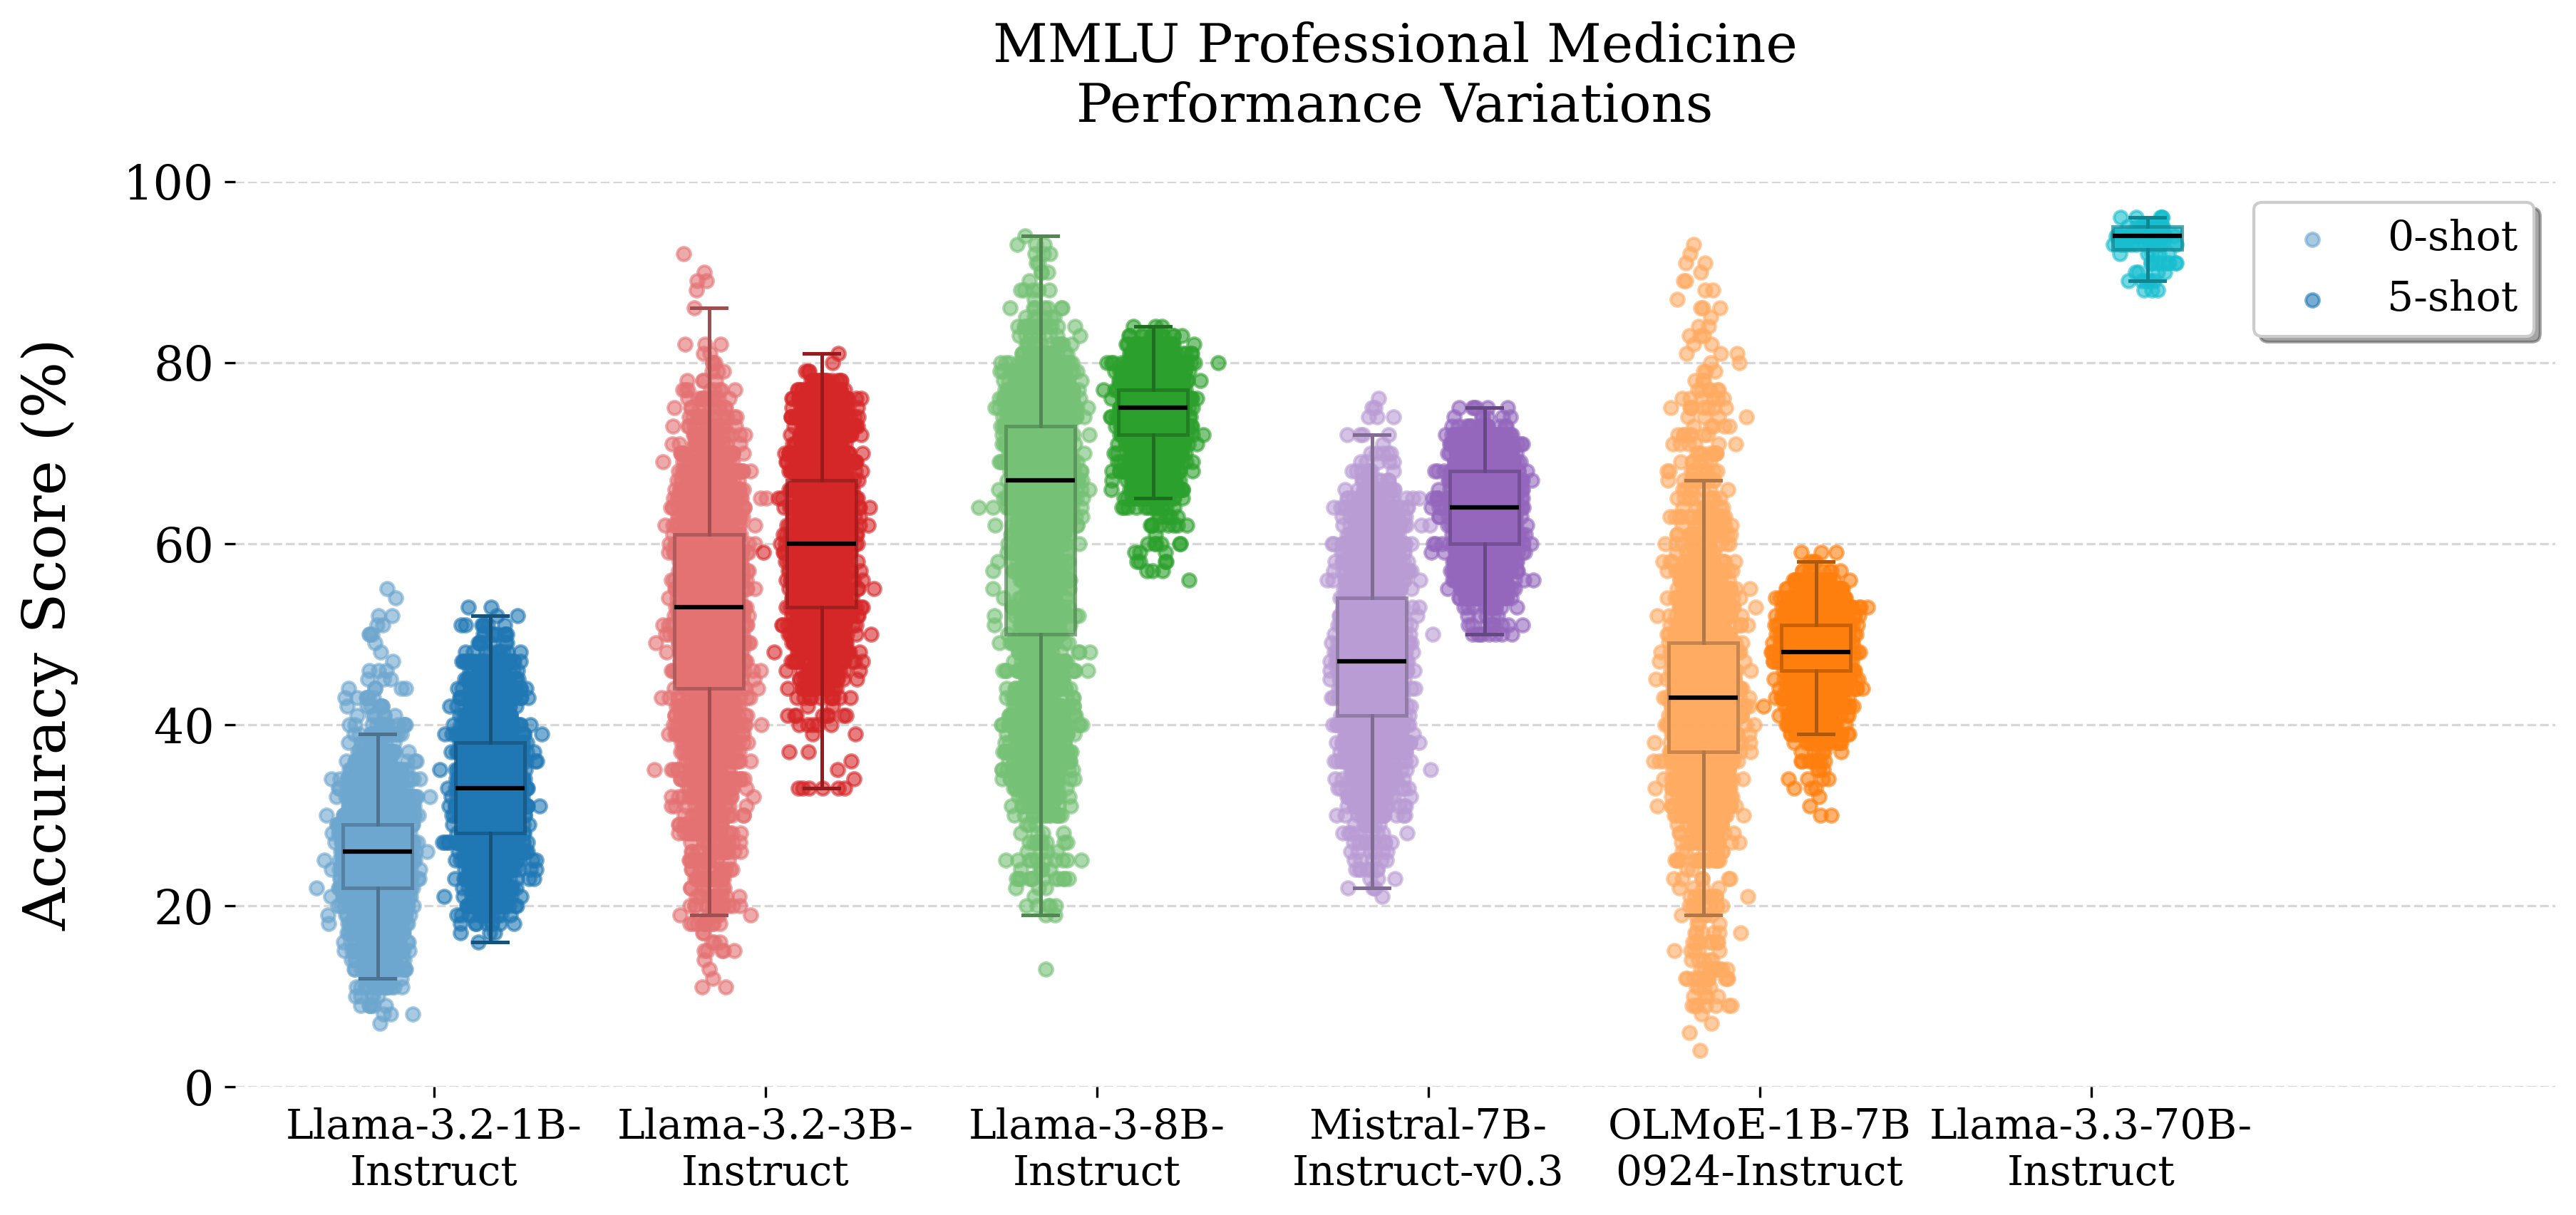 MMLU Professional Medicine
Performance Variations
Accuracy Score (%)
100
80
60
40
20
0
0-shot
5-shot
Llama-3.2-1B-
Instruct
Llama-3.2-3B-
Instruct
Llama-3-8B-
Instruct
Mistral-7B-
Instruct-v0.3
OLMoE-1B-7B
0924-Instruct
Llama-3.3-70B-
Instruct